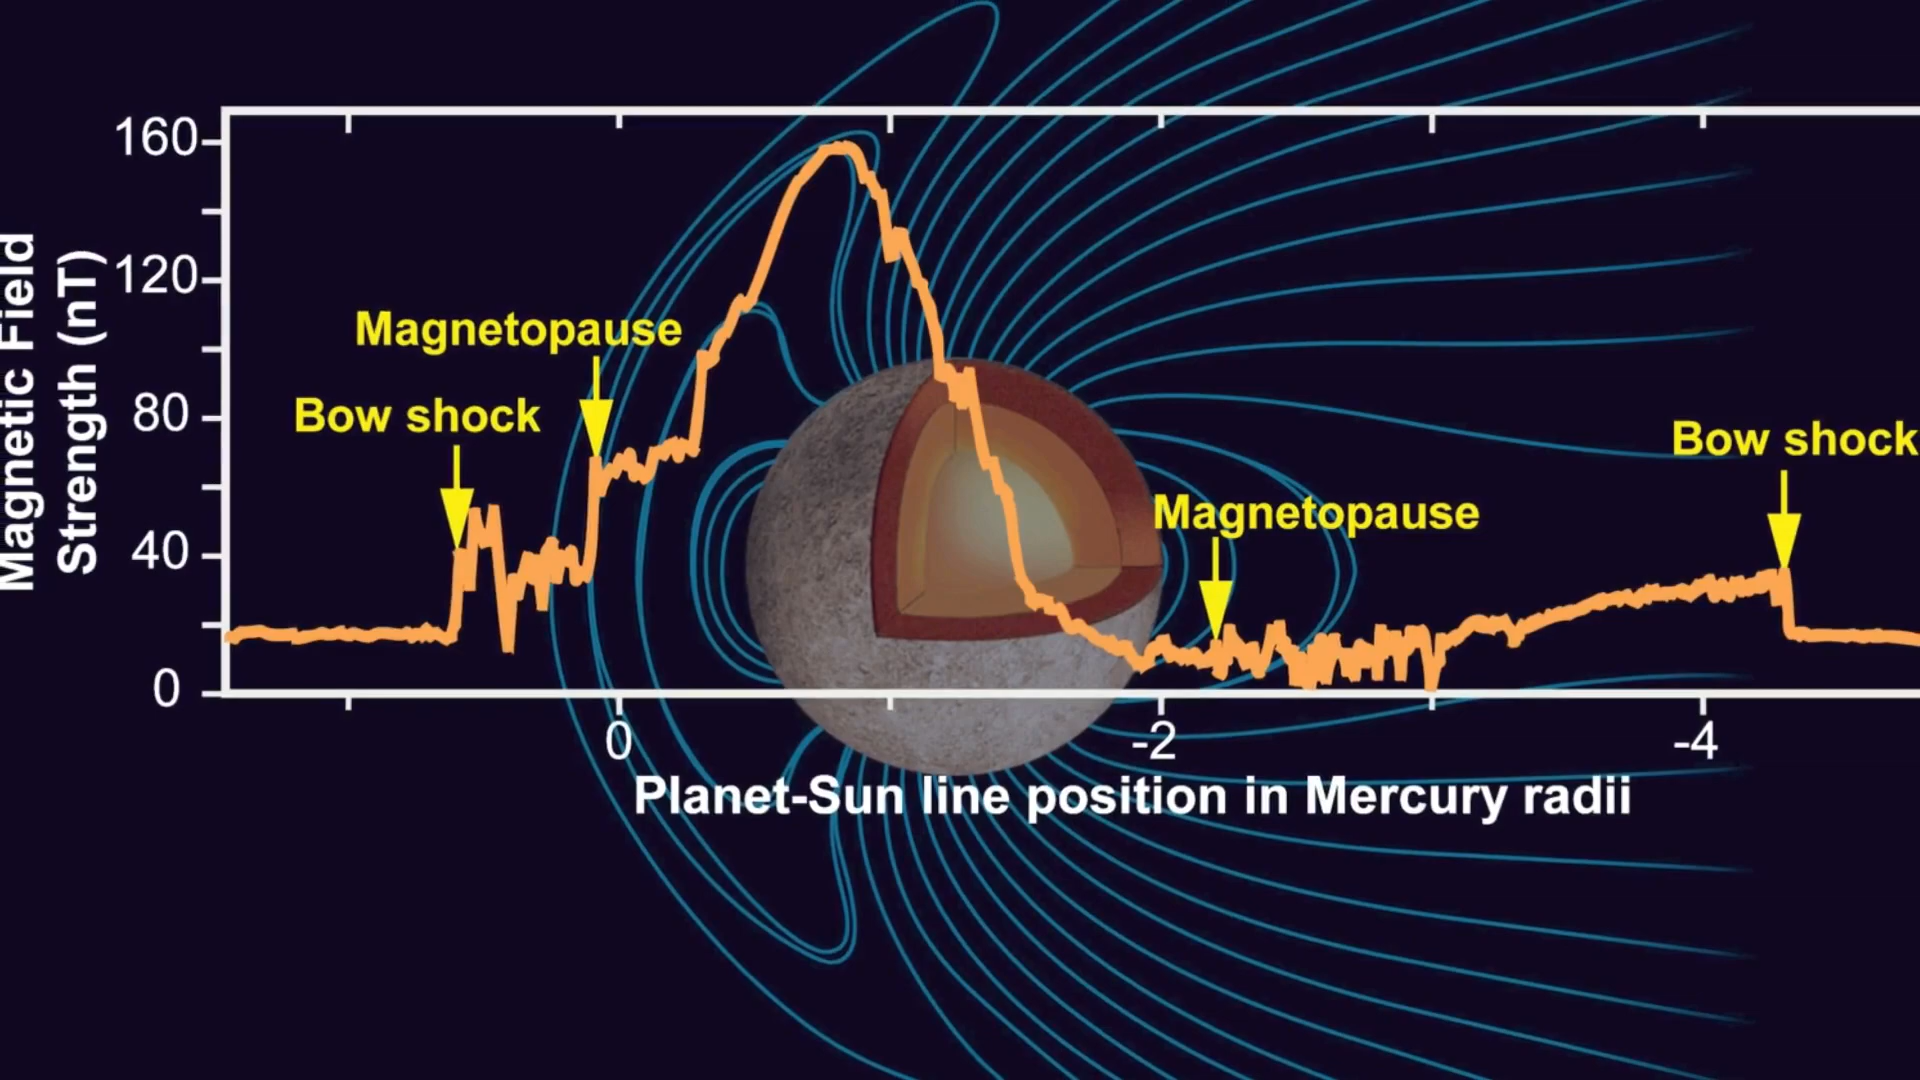 Magnetic Field
Strength (nT)
160
120
80
40
0
Magnetopause
Bow shock
Magnetopause
Bow shock
0
-2
-4
Planet-Sun line position in Mercury radii